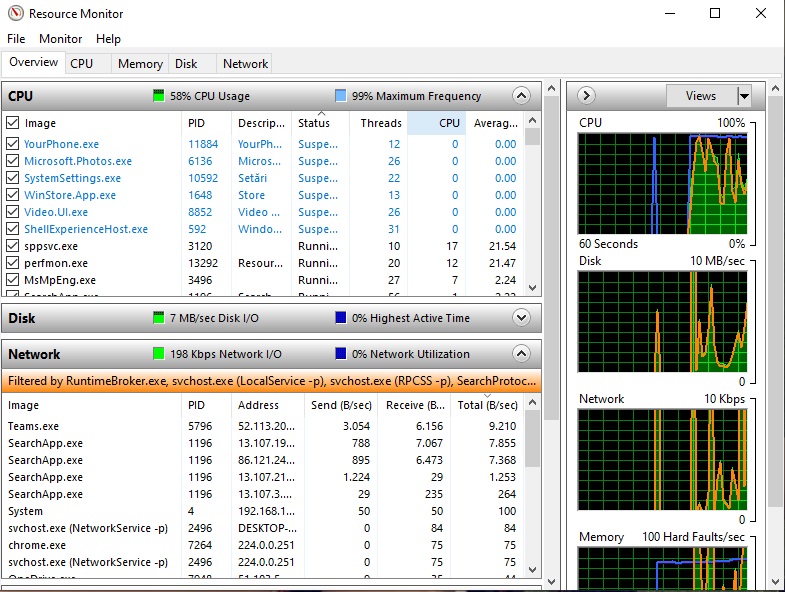 Resource Monitor
File Monitor Help
Overview CPU Memory Disk Network
CPU 58% CPU Usage 99% Maximum Frequency
Image PID Descrip... Status Threads CPU Averag...
YourPhone.exe 11884 YourPh... Suspe... 12 0 0.00
Microsoft.Photos.exe 6136 Micros... Suspe... 26 0 0.00
SystemSettings.exe 10592 Setări Suspe... 22 0 0.00
WinStore.App.exe 1648 Store Suspe... 13 0 0.00
Video.UI.exe 8852 Video ... Suspe... 26 0 0.00
ShellExperienceHost.exe 592 Windo... Suspe... 31 0 0.00
sppsvc.exe 3120 Runni... 10 17 21.54
perfmon.exe 13292 Resour... Runni... 20 12 21.47
MsMpEng.exe 3496 Runni... 27 7 2.24
SearchApp.exe 1196 Search Runni...
Disk 7 MB/sec Disk I/O 0% Highest Active Time
Network 198 Kbps Network I/O 0% Network Utilization
Filtered by RuntimeBroker.exe, svchost.exe (LocalService -p), svchost.exe (RPCSS -p), SearchProtoc...
Image PID Address Send (B/sec) Receive (B... Total (B/sec)
Teams.exe 5796 52.113.20... 3.054 6.156 9.210
SearchApp.exe 1196 13.107.19... 788 7.067 7.855
SearchApp.exe 1196 86.121.24... 895 6.473 7.368
SearchApp.exe 1196 13.107.21... 1.224 29 1.253
SearchApp.exe 1196 13.107.3.... 29 235 264
System 4 192.168.1... 50 50 100
svchost.exe (NetworkService -p) 2496 DESKTOP-... 0 84 84
chrome.exe 7264 224.0.0.251 0 75 75
svchost.exe (NetworkService -p) 2496 224.0.0.251 0 75 75
OneDrive.exe
Views
CPU 100%
60 Seconds 0%
Disk 10 MB/sec
0
Network 10 Kbps
0
Memory 100 Hard Faults/sec